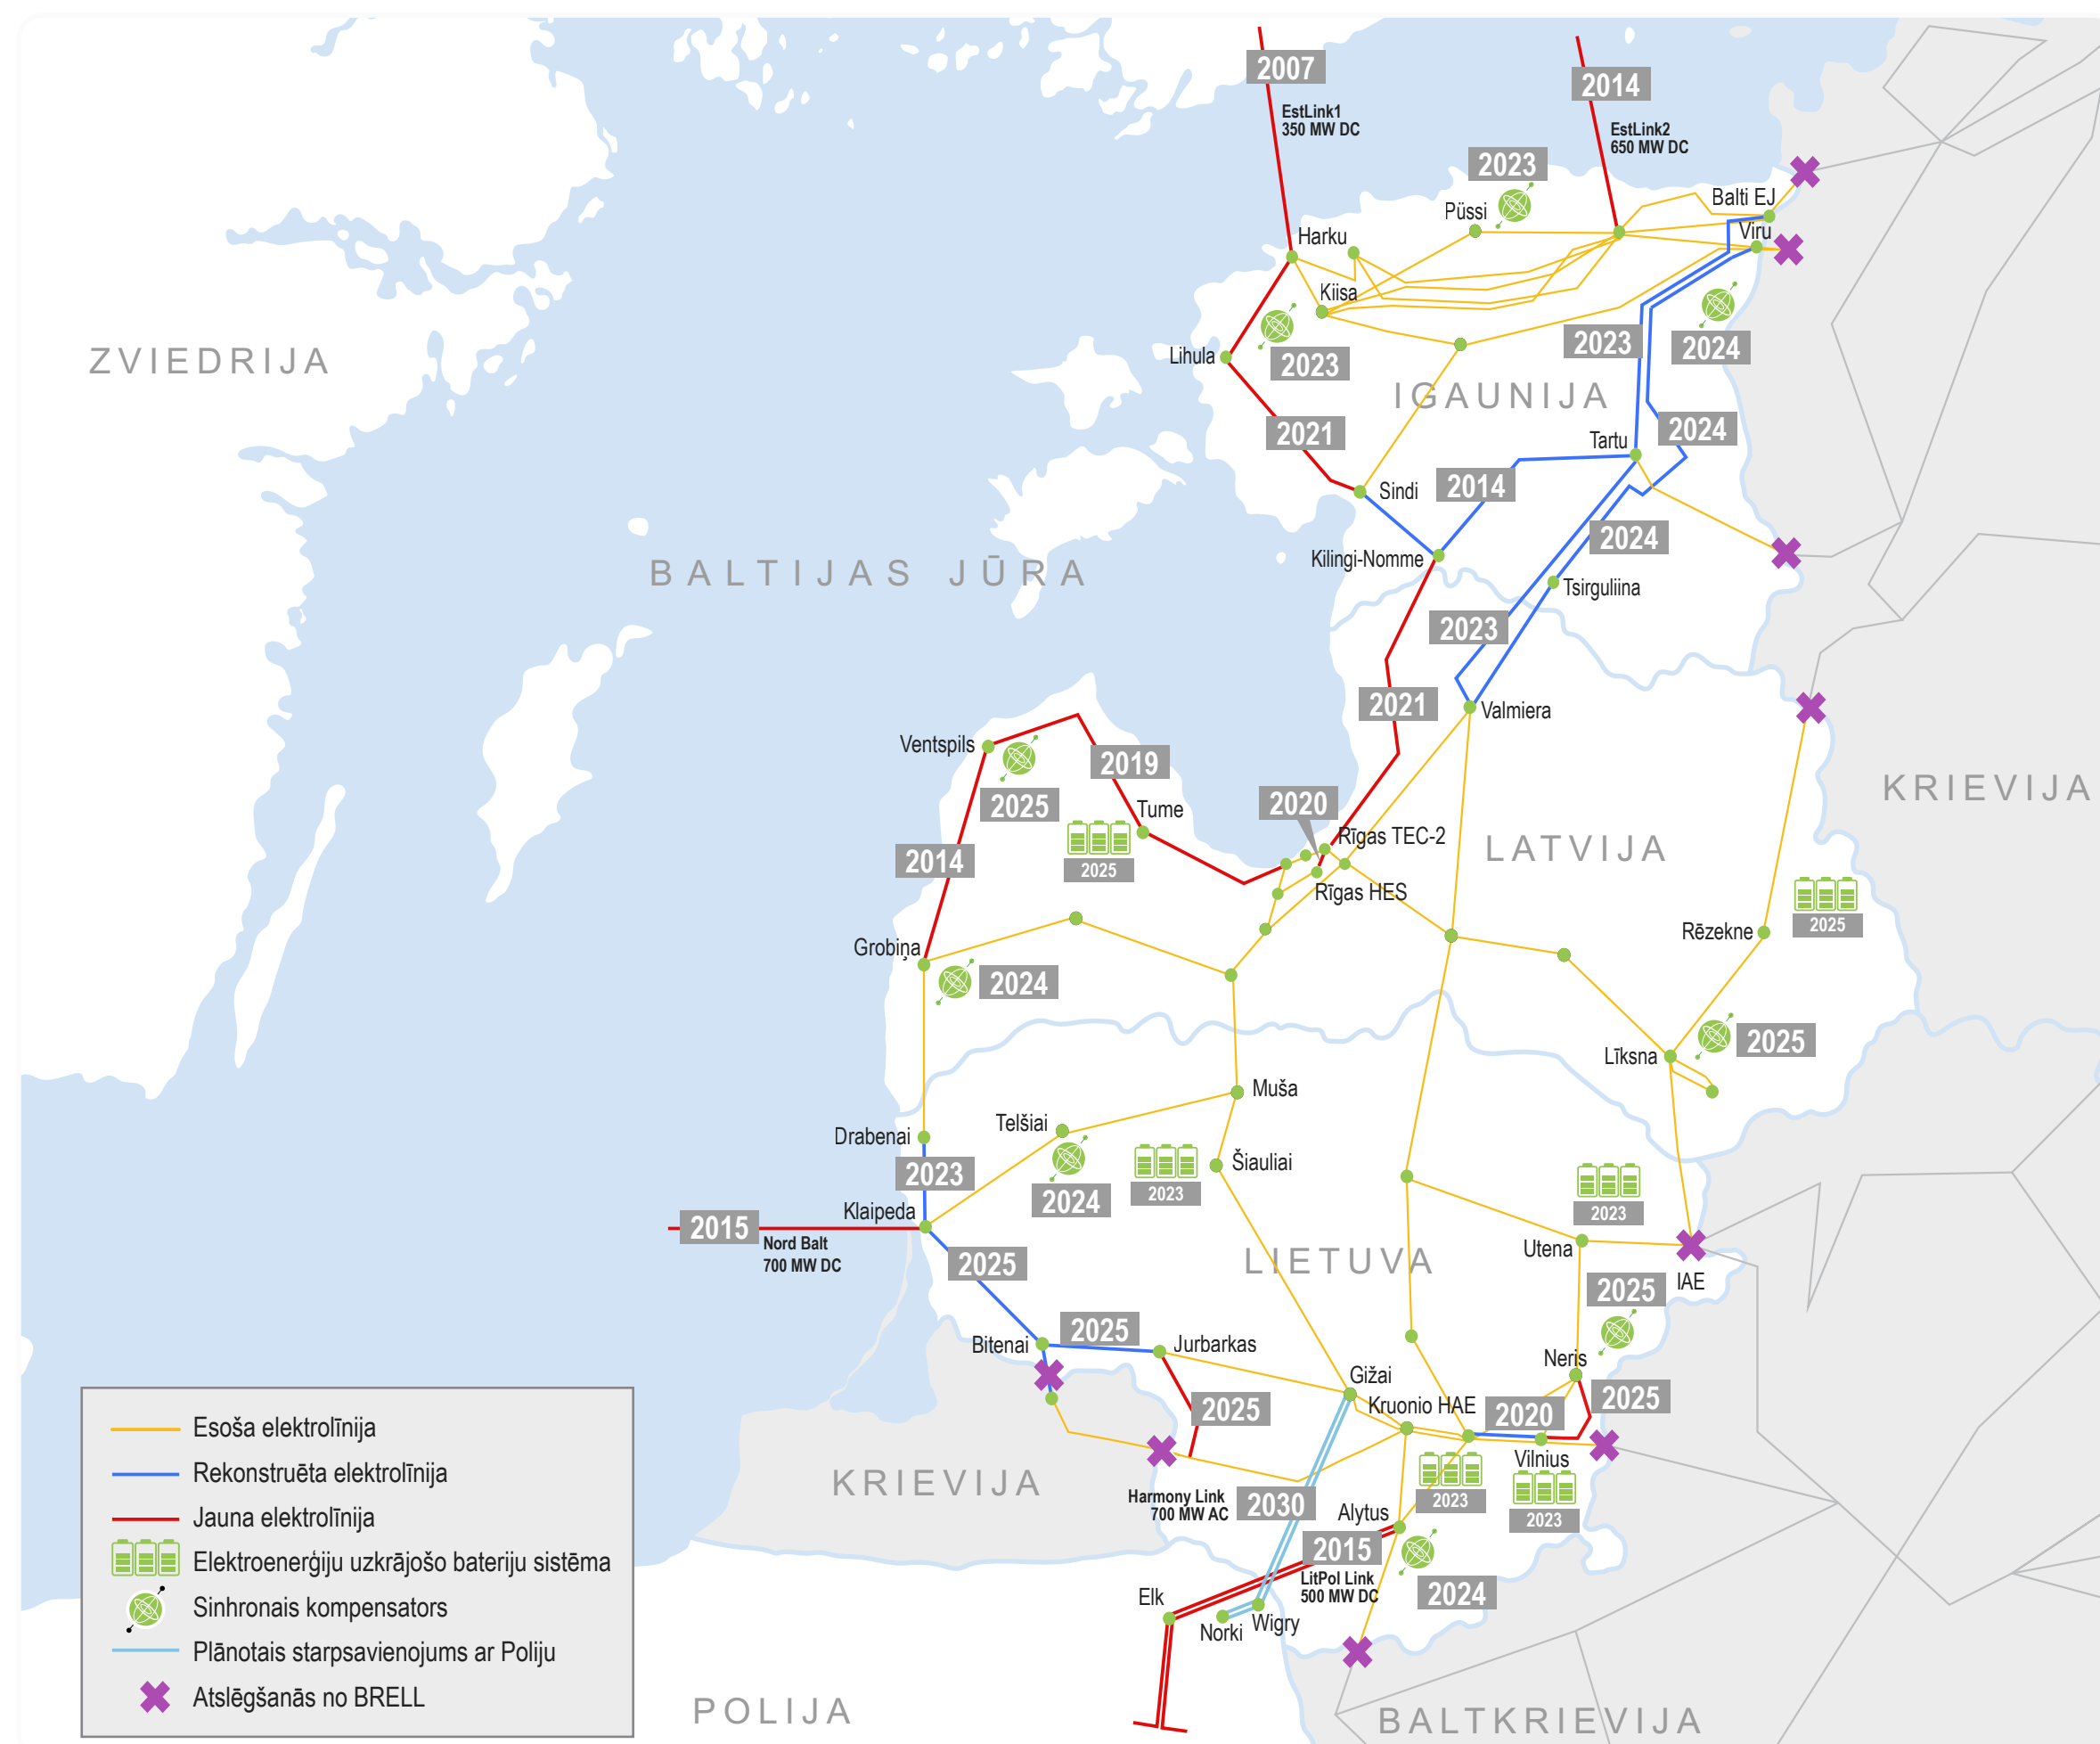 2007
2014
EstLink1
350 MW DC
EstLink2
650 MW DC
2023
Püssi
Balti EJ
Viru
Harku
Kiisa
2023
2024
Lihula
2023
ZVIEDRIJA
IGAUNIJA
2021
2024
Tartu
Sindi
2014
2024
BALTIJAS JŪRA
Kilingi-Nomme
Tsirguliina
2023
2021
Valmiera
Ventspils
2019
KRIEVIJA
2025
Tume
2020
Rīgas TEC-2
LATVIJA
2014
2025
Rīgas HES
2025
Rēzekne
Grobiņa
2024
2025
Līksna
Muša
Telšiai
Drabenai
Šiauliai
2023
2024
2023
2023
Klaipeda
2015
Nord Balt
700 MW DC
2025
LIETUVA
Utena
IAE
2025
2025
Bitenai
Jurbarkas
Neris
Gižai
2025
Kruonio HAE
2025
2020
Vilnius
KRIEVIJA
Harmony Link
700 MW AC
2030
2023
2023
Alytus
2015
LitPol Link
500 MW DC
2024
Elk
Norki
Wigry
POLIJA
BALTKRIEVIJA
Esoša elektrolīnija
Rekonstruēta elektrolīnija
Jauna elektrolīnija
Elektroenerģiju uzkrājošo bateriju sistēma
Sinhronais kompensators
Plānotais starpsavienojums ar Poliju
Atslēgšanās no BRELL